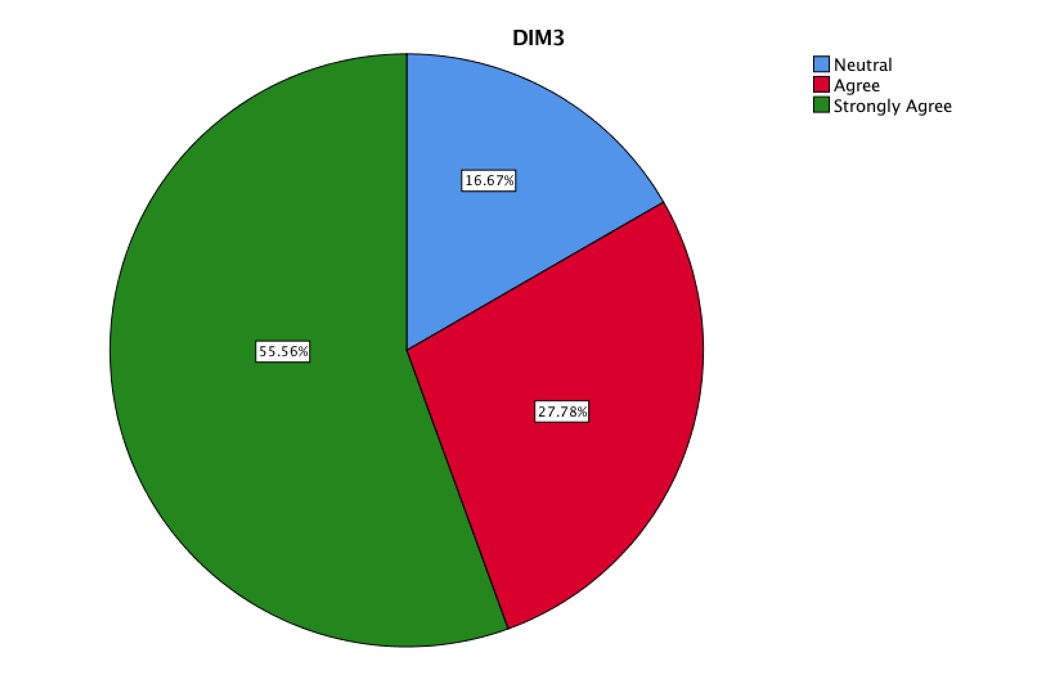 DIM3
Neutral
Agree
Strongly Agree
16.67%
55.56%
27.78%